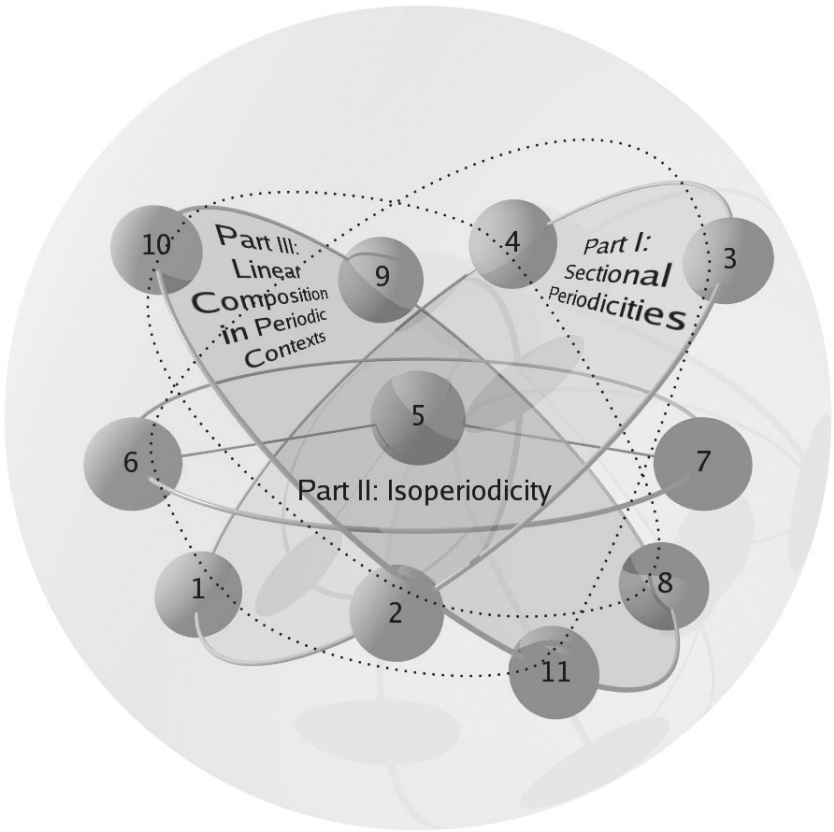 4
3
10
Part III:
Linear
Composition
in Periodic
Contexts
9
Part I:
Sectional
Periodicities
5
6
7
Part II: Isoperiodicity
1
2
8
11